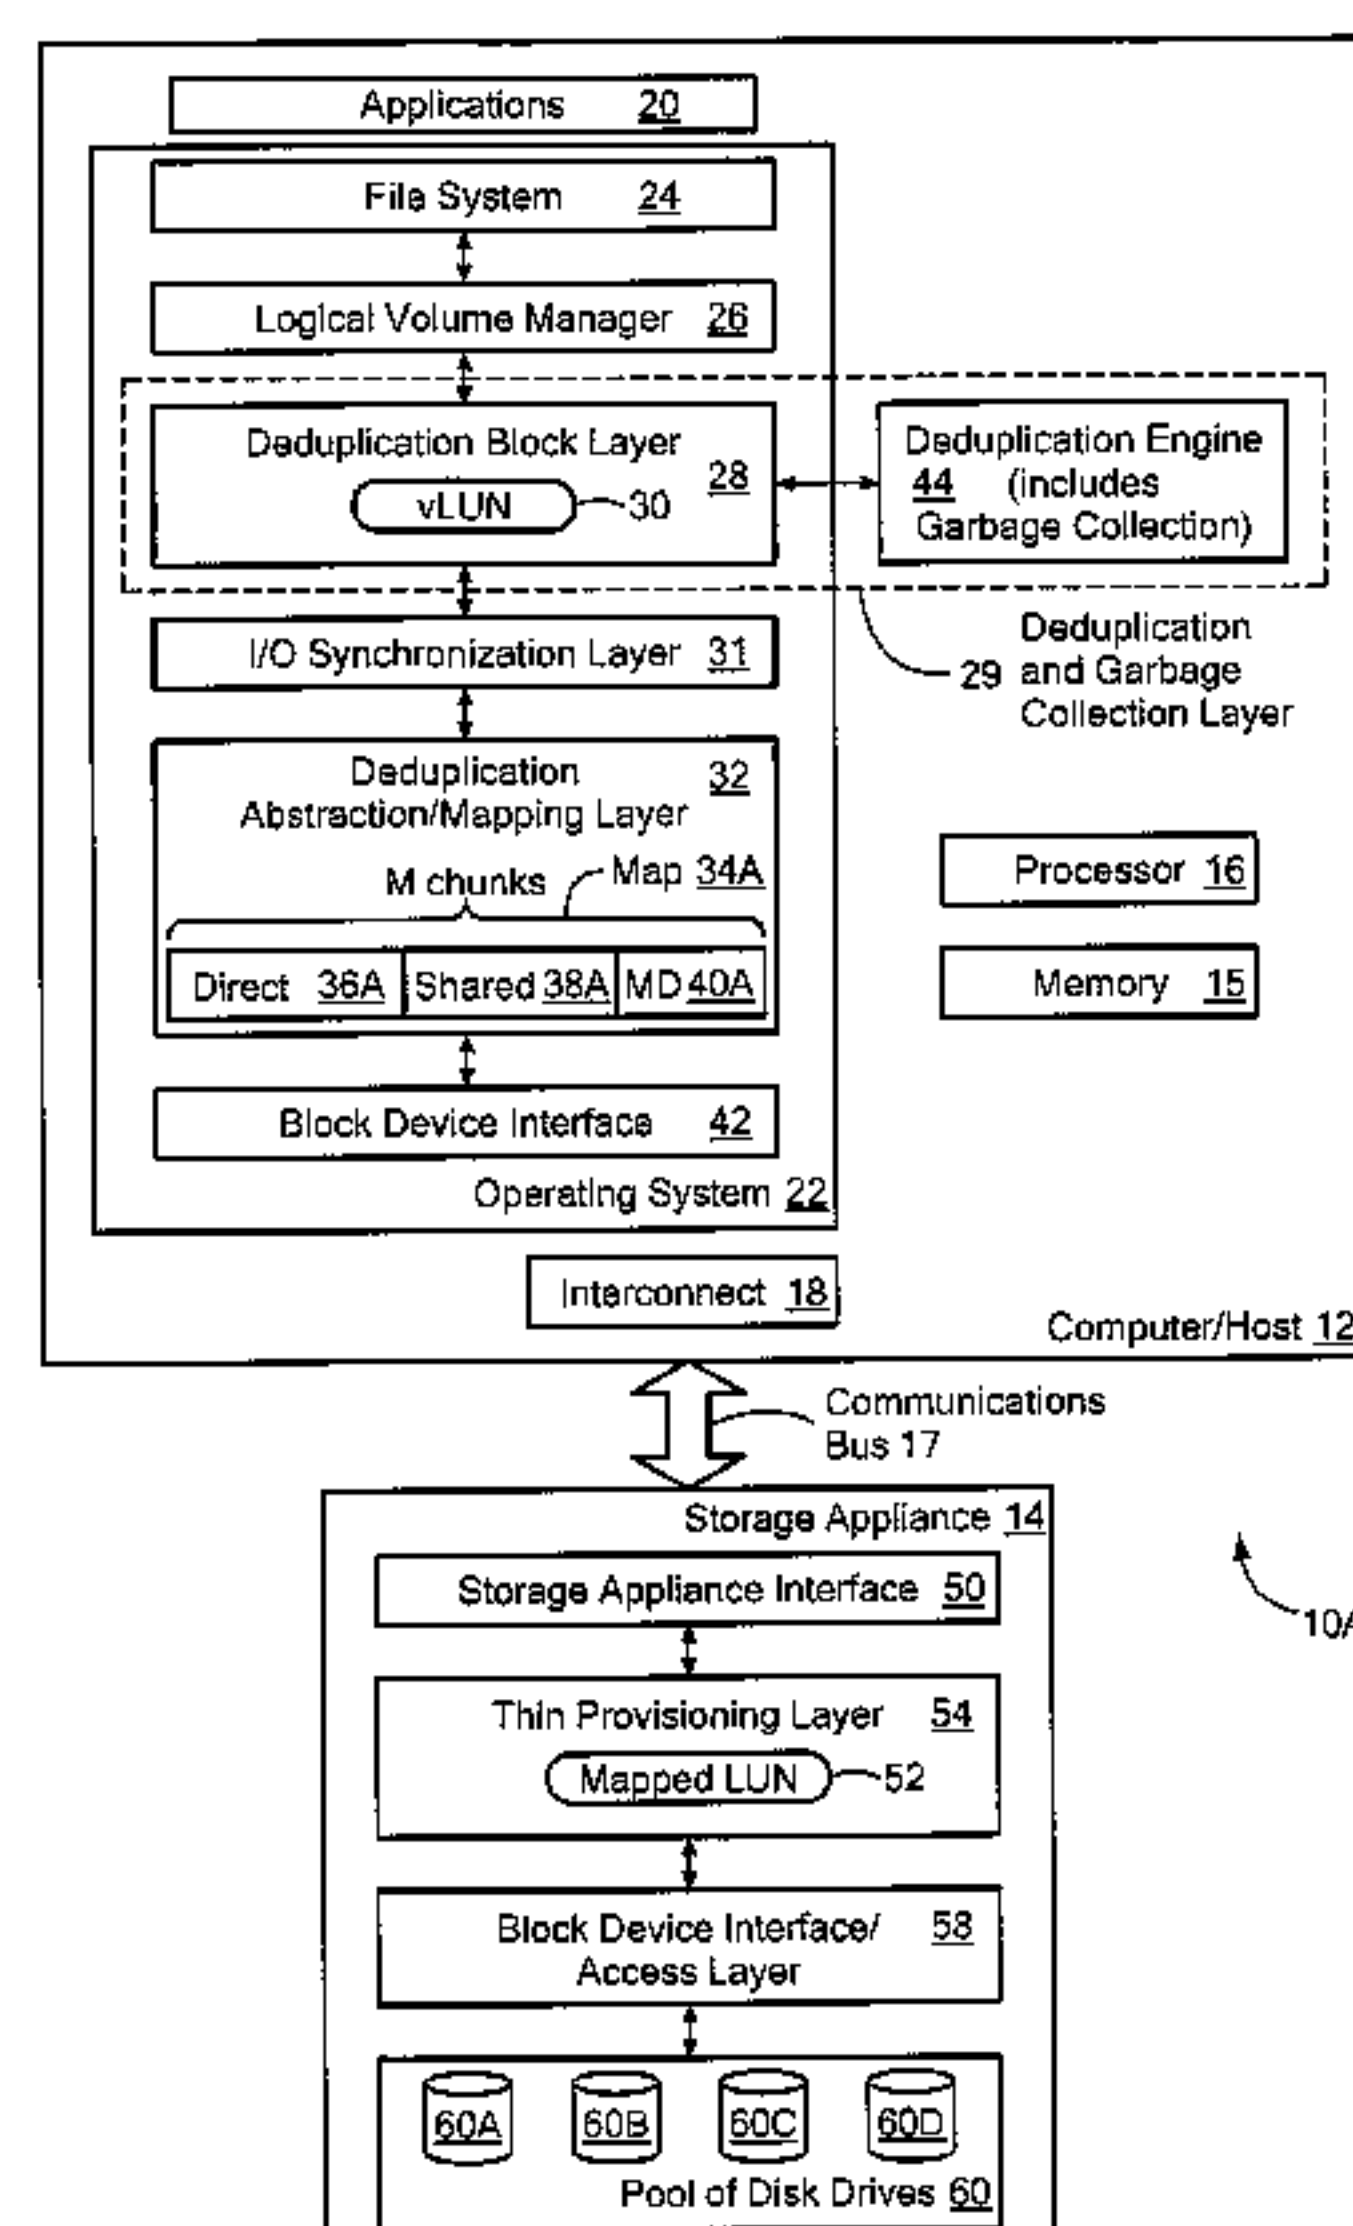 Applications 20
File System 24
Logical Volume Manager 26
Deduplication Block Layer
28
vLUN 30
Deduplication Engine
44 (includes
Garbage Collection)
I/O Synchronization Layer 31
Deduplication
29 and Garbage
Collection Layer
Deduplication 32
Abstraction/Mapping Layer
M chunks Map 34A
Direct 36A Shared 38A MD 40A
Processor 16
Memory 15
Block Device Interface 42
Operating System 22
Interconnect 18
Computer/Host 12
Communications
Bus 17
Storage Appliance 14
Storage Appliance Interface 50
10A
Thin Provisioning Layer 54
Mapped LUN 52
Block Device Interface/ 58
Access Layer
60A 60B 60C 60D
Pool of Disk Drives 60